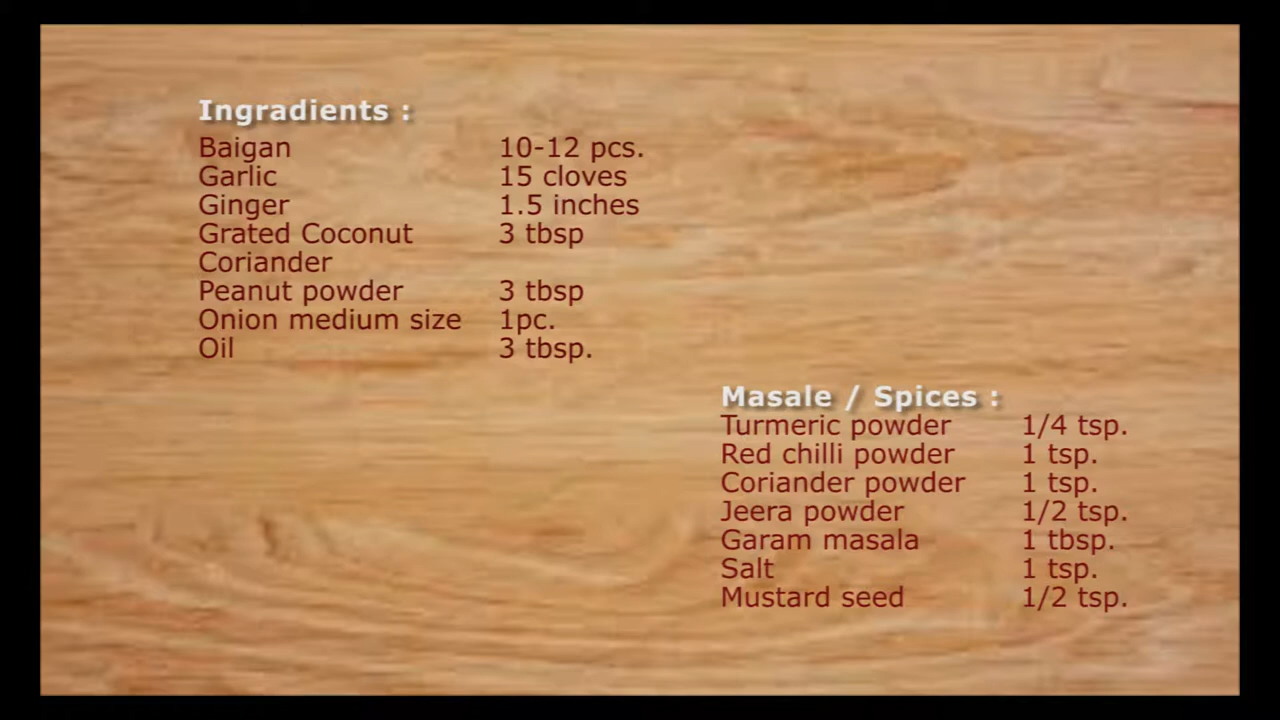 Ingradients :
Baigan 10-12 pcs.
Garlic 15 cloves
Ginger 1.5 inches
Grated Coconut 3 tbsp
Coriander
Peanut powder 3 tbsp
Onion medium size 1pc.
Oil 3 tbsp.
Masale / Spices :
Turmeric powder 1/4 tsp.
Red chilli powder 1 tsp.
Coriander powder 1 tsp.
Jeera powder 1/2 tsp.
Garam masala 1 tbsp.
Salt 1 tsp.
Mustard seed 1/2 tsp.